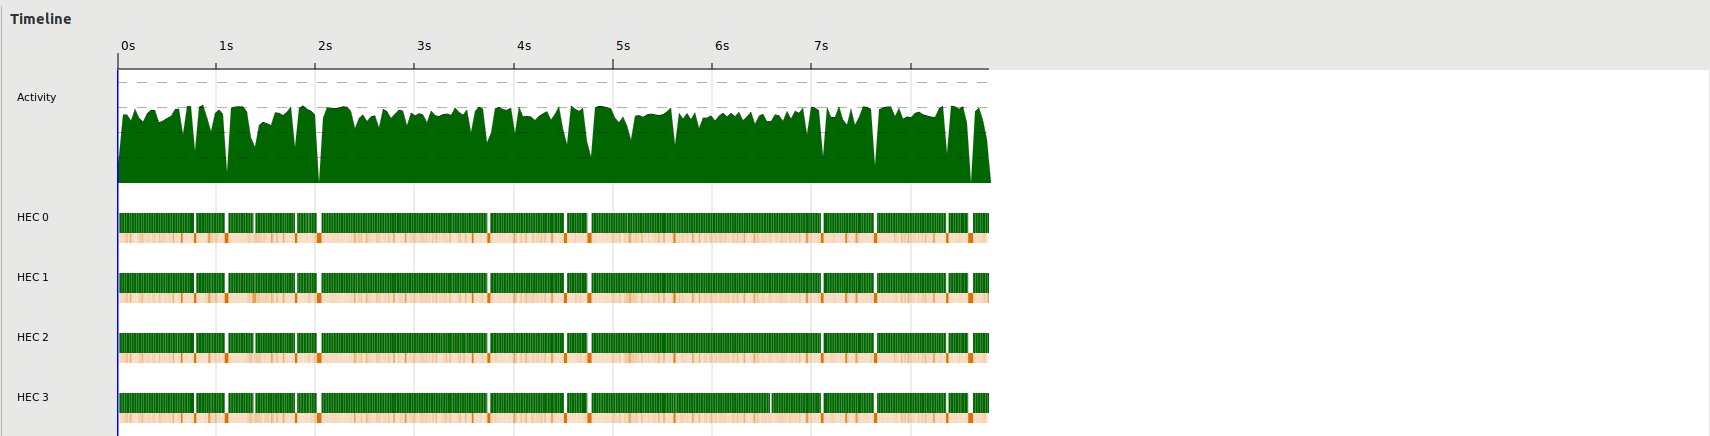 Timeline
0s 1s 2s 3s 4s 5s 6s 7s
Activity
HEC 0
HEC 1
HEC 2
HEC 3